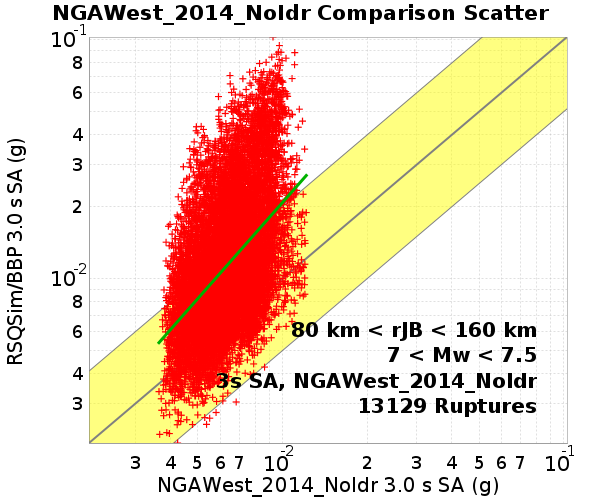 NGAWest_2014_NoIdr Comparison Scatter
10-1
8
6
4
3
2
10-2
8
6
4
3
RSQSim/BBP 3.0 s SA (g)
80 km < rJB < 160 km
7 < Mw < 7.5
3s SA, NGAWest_2014_NoIdr
13129 Ruptures
3 4 5 6 7 10-2 2 3 4 5 6 7 10-1
NGAWest_2014_NoIdr 3.0 s SA (g)